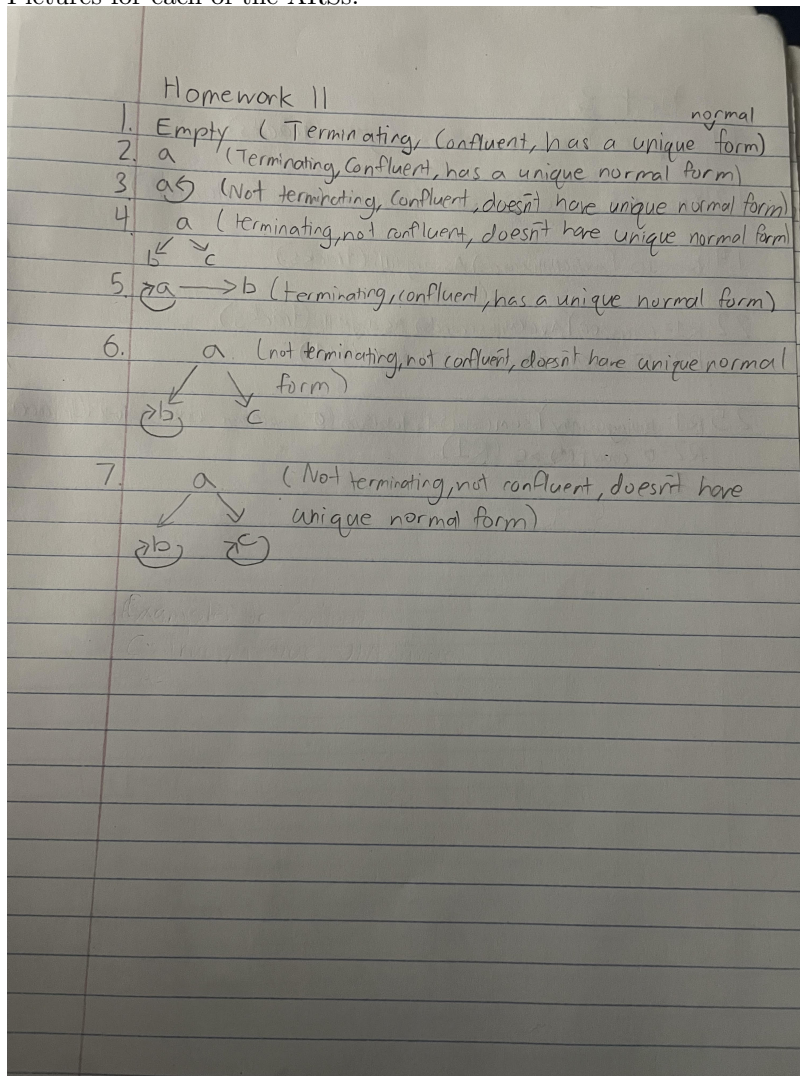 Pictures for each of the ARSs:
Homework 11
1. Empty ( Terminating, Confluent, has a unique normal form)
2. a (Terminating, Confluent, has a unique normal form)
3. a (Not terminating, Confluent, doesn't have unique normal form)
4. a (terminating, not confluent, doesn't have unique normal form)
b c
5. a b (terminating, confluent, has a unique normal form)
6. a (not terminating, not confluent, doesn't have unique normal
form)
b c
7. a (Not terminating, not confluent, doesn't have
unique normal form)
b c